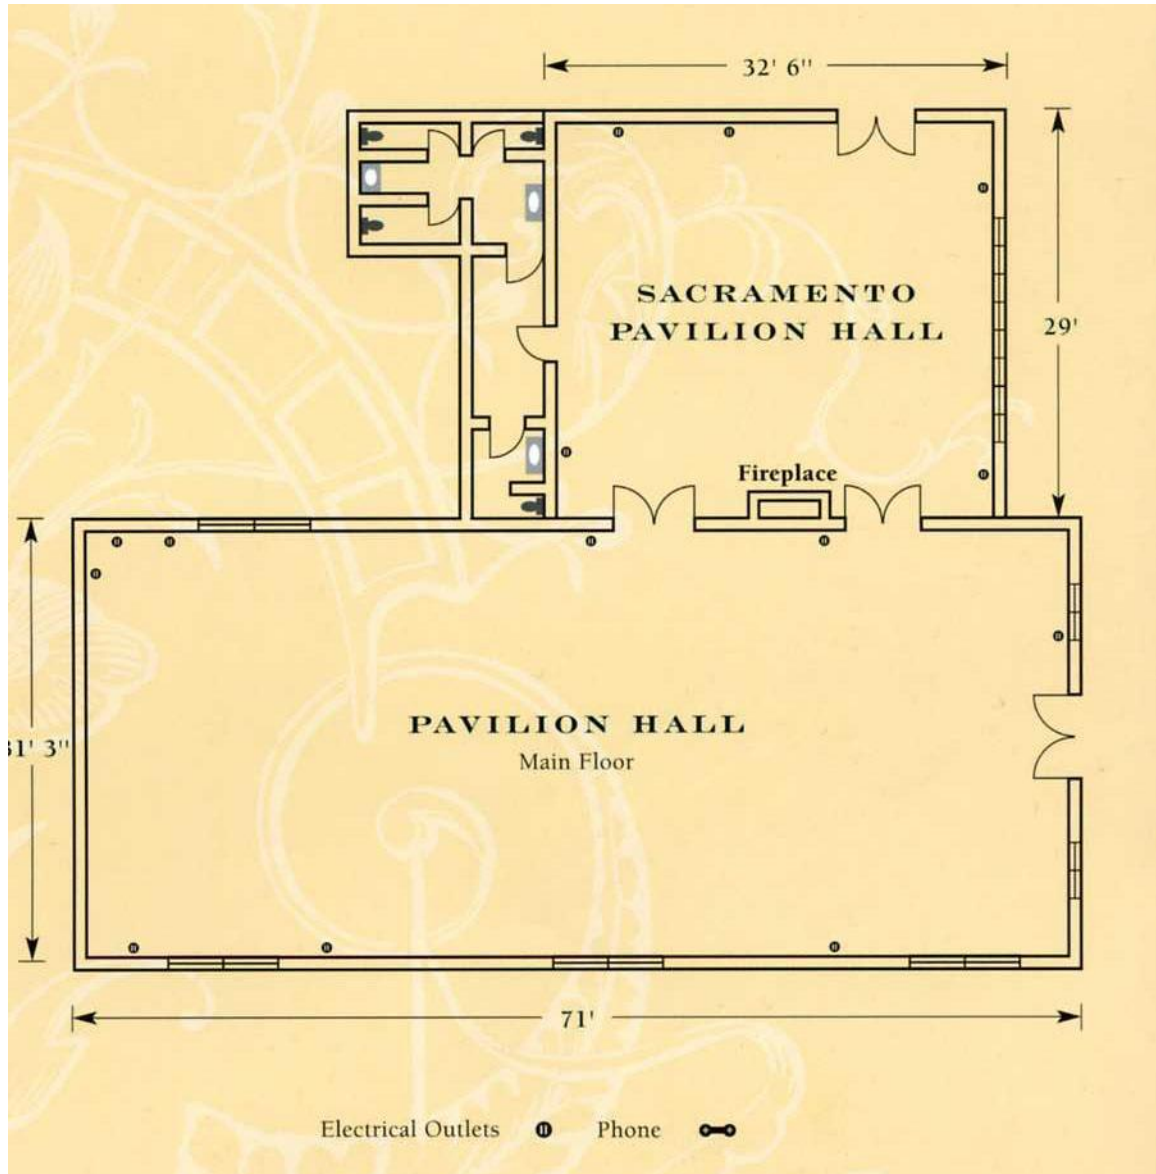 32' 6"
SACRAMENTO
PAVILION HALL
29'
Fireplace
PAVILION HALL
Main Floor
1' 3"
71'
Electrical Outlets
Phone